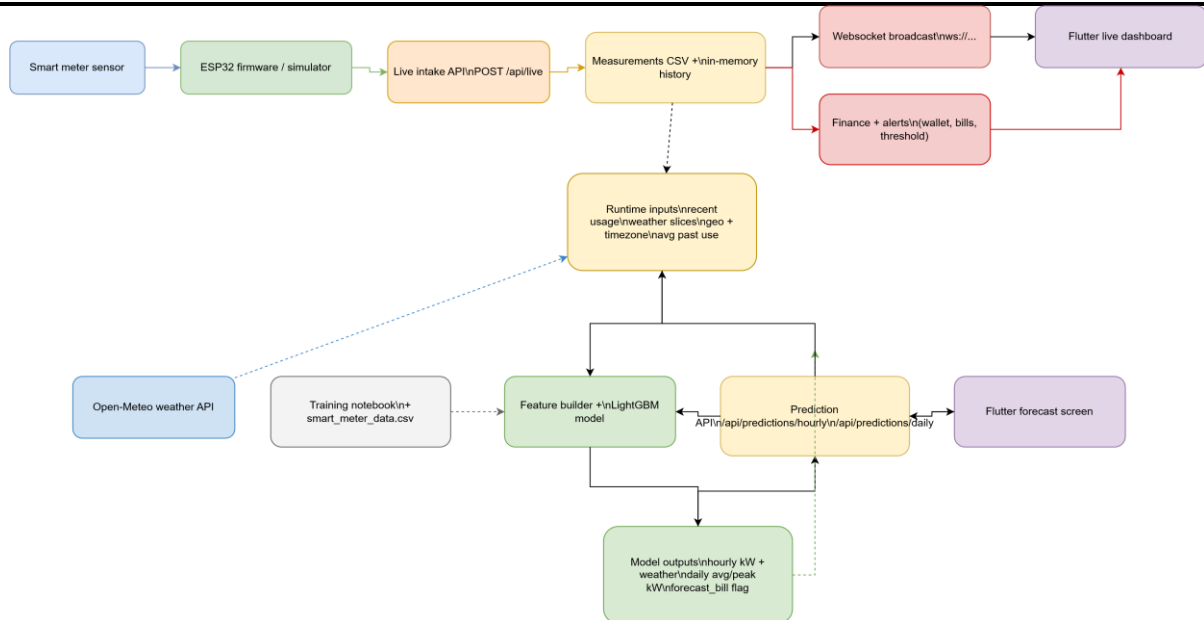 Smart meter sensor
ESP32 firmware / simulator
Live intake API\nPOST /api/live
Measurements CSV +\nin-memory
history
Websocket broadcast\nws://...
Flutter live dashboard
Finance + alerts\n(wallet, bills,
threshold)
Runtime inputs\nrecent
usage\nweather slices\ngeo +
timezone\navg past use
Open-Meteo weather API
Training notebook\n+
smart_meter_data.csv
Feature builder +\nLightGBM
model
Prediction
API\n/api/predictions/hourly\n/api/predictions/daily
Flutter forecast screen
Model outputs\nhourly kW +
weather\ndaily avg/peak
kW\nforecast_bill flag